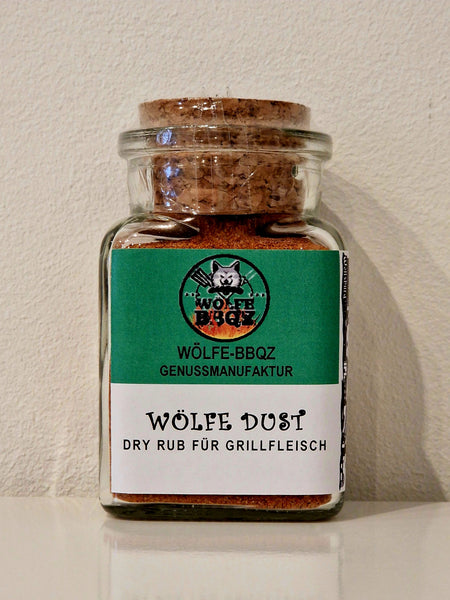 WÖLFE
BBQZ
WÖLFE-BBQZ
GENUSSMANUFAKTUR
WÖLFE DUST
DRY RUB FÜR GRILLFLEISCH